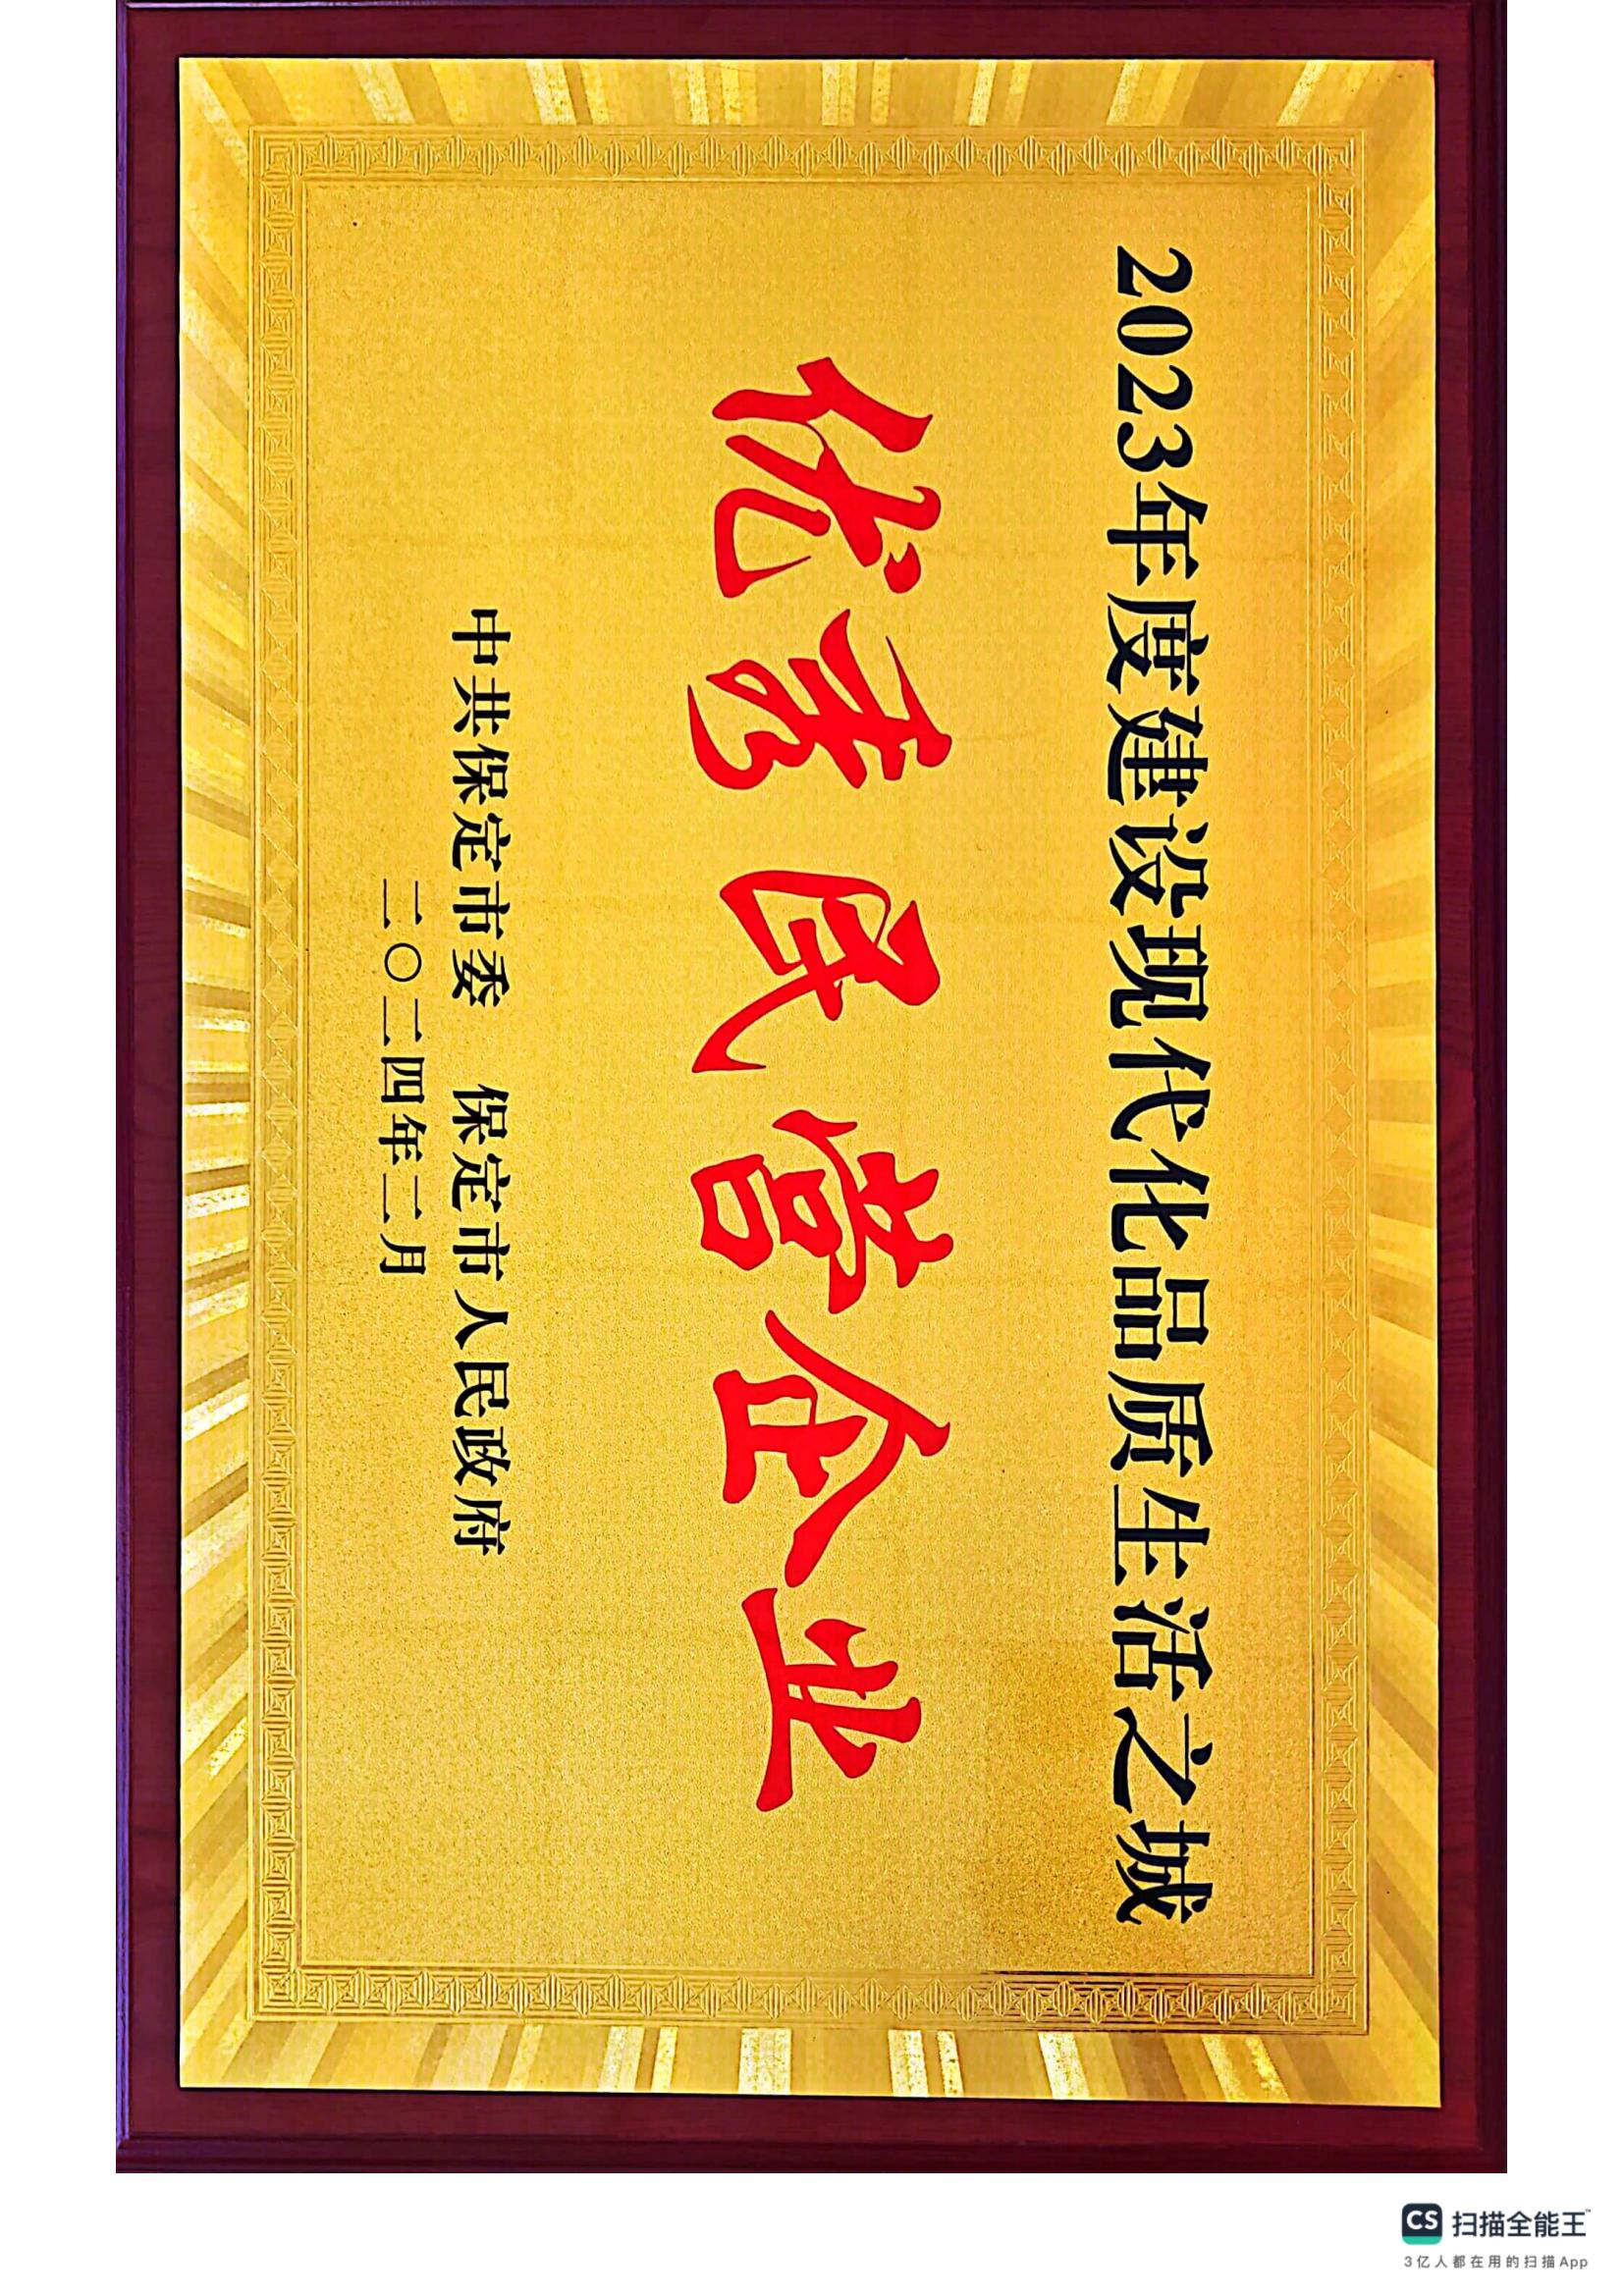 2023年度建设现代化品质生活之城
优秀民营企业
中共保定市委 保定市人民政府
二〇二四年二月
CS 扫描全能王™
3亿人都在用的扫描App